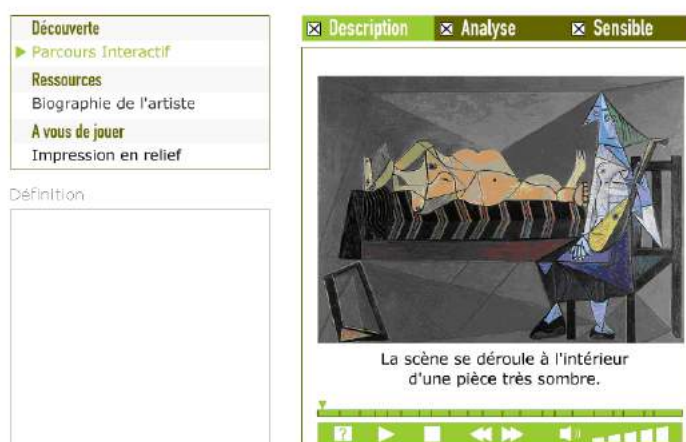 Découverte
Parcours Interactif
Ressources
Biographie de l'artiste
A vous de jouer
Impression en relief
Définition
Description
Analyse
Sensible
La scène se déroule à l'intérieur
d'une pièce très sombre.
?